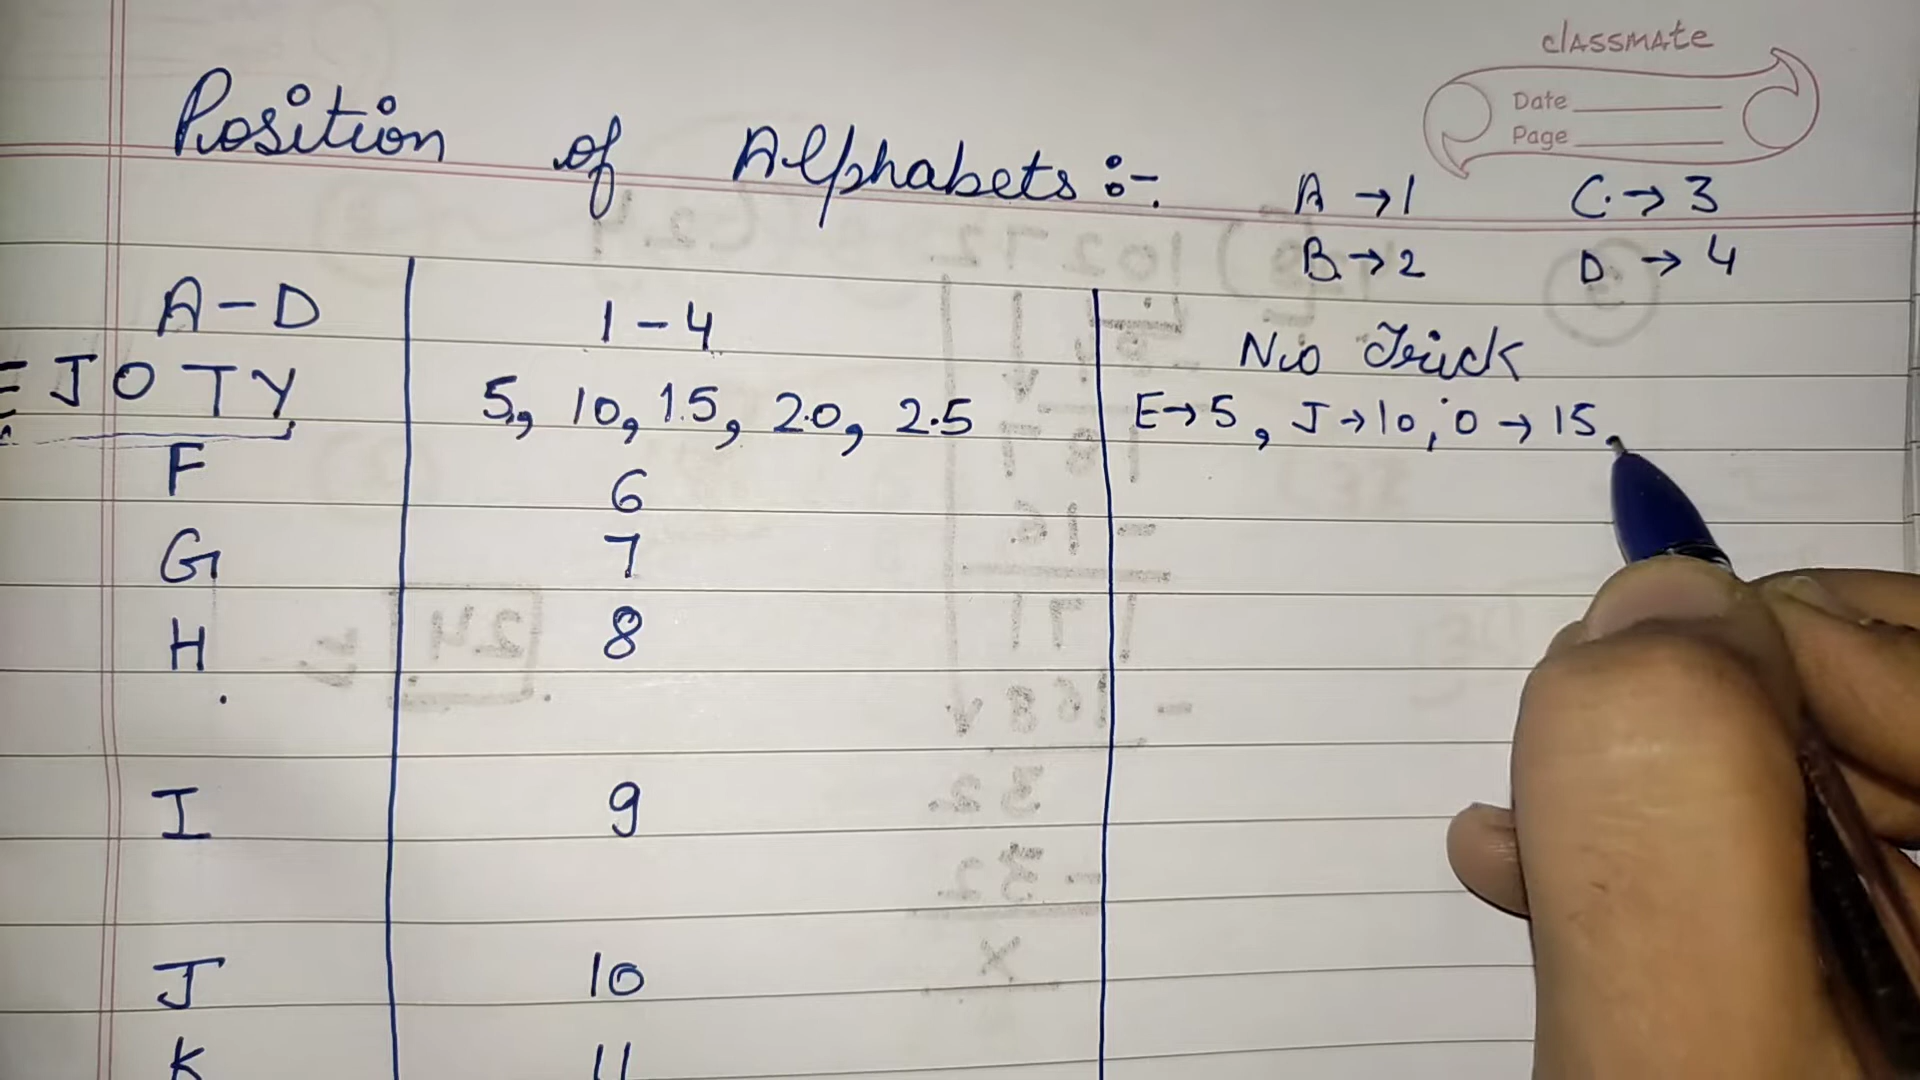 classmate
Date
Page
Position of Alphabets :-
A → 1 C → 3
B → 2 D → 4
A - D 1 - 4 No Trick
E J O T Y 5, 10, 15, 20, 25 E → 5, J → 10, O → 15,
F 6
G 7
H 8
I 9
J 10
K 11